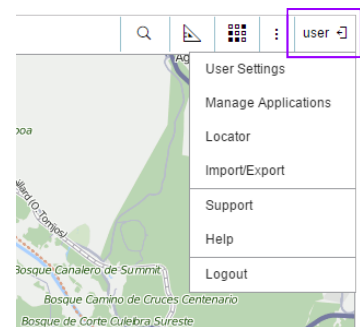 user
Ag
User Settings
Manage Applications
Locator
Import/Export
Support
Help
Logout
Bosque Canalero de Summit
Bosque Camino de Cruces Centenario
Bosque de Corte Culebra Sureste